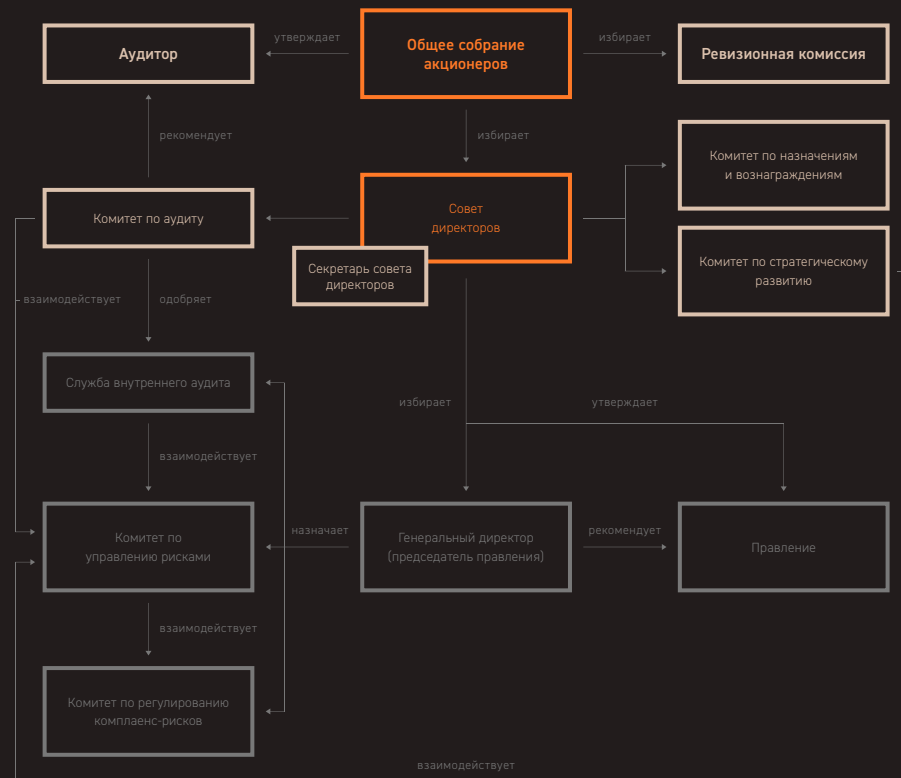 Аудитор
утверждает
Общее собрание
акционеров
избирает
Ревизионная комиссия
рекомендует
избирает
Комитет по назначениям
и вознаграждениям
Комитет по аудиту
Совет
директоров
Секретарь совета
директоров
Комитет по стратегическому
развитию
взаимодействует
одобряет
Служба внутреннего аудита
избирает
утверждает
взаимодействует
Комитет по
управлению рисками
назначает
Генеральный директор
(председатель правления)
рекомендует
Правление
взаимодействует
Комитет по регулированию
комплаенс-рисков
взаимодействует